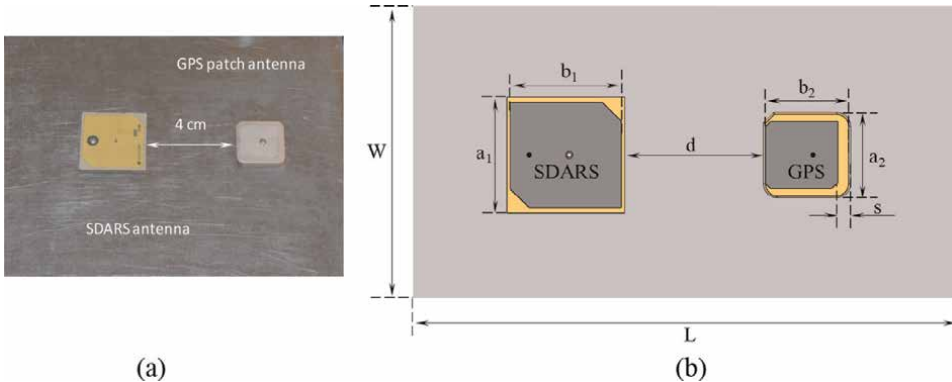 GPS patch antenna
4 cm
SDARS antenna
(a)
b₁
b₂
W
a₁
SDARS
d
GPS
a₂
s
L
(b)